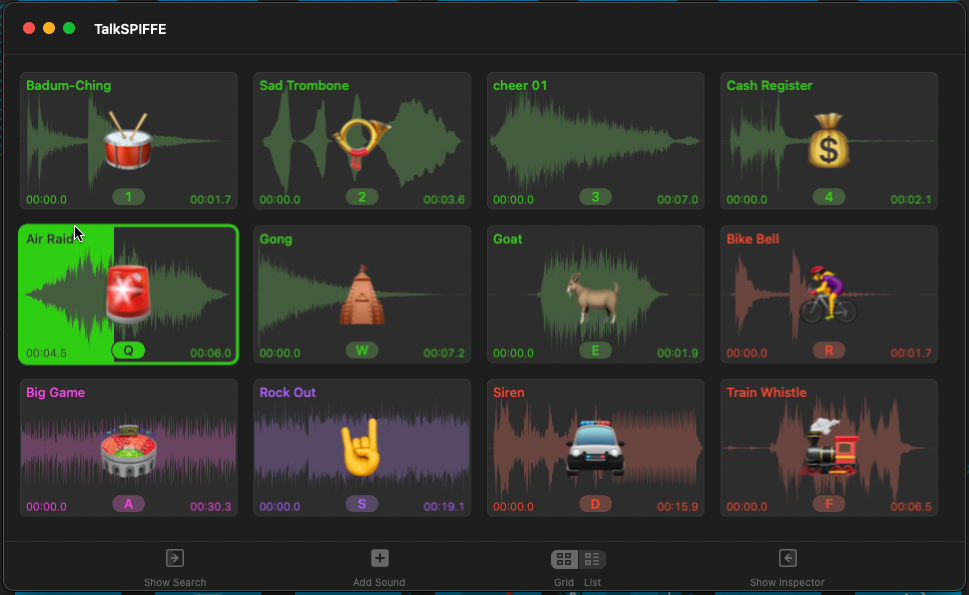 TalkSPIFFE
Badum-Ching
00:00.0 1 00:01.7
Sad Trombone
00:00.0 2 00:03.6
cheer 01
00:00.0 3 00:07.0
Cash Register
$
00:00.0 4 00:02.1
Air Raid
00:04.5 Q 00:06.0
Gong
00:00.0 W 00:07.2
Goat
00:00.0 E 00:01.9
Bike Bell
00:00.0 R 00:01.7
Big Game
00:00.0 A 00:30.3
Rock Out
00:00.0 S 00:19.1
Siren
00:00.0 D 00:15.9
Train Whistle
00:00.0 F 00:06.5
Show Search
Add Sound
Grid List
Show Inspector